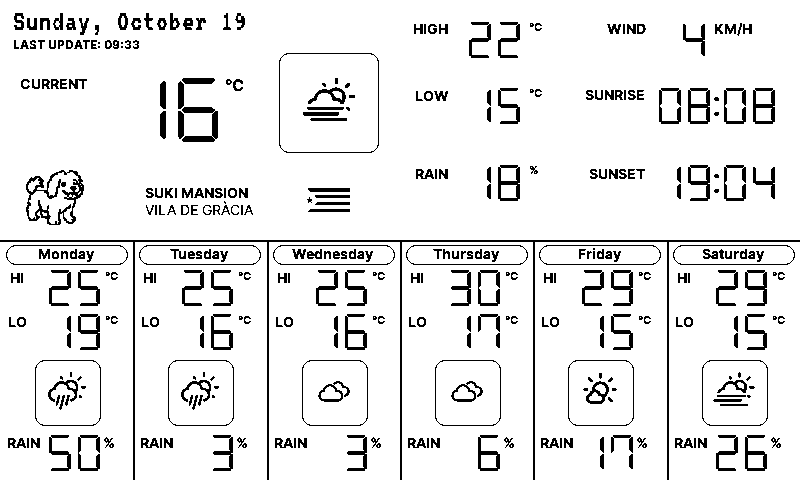 Sunday, October 19
LAST UPDATE: 09:33
CURRENT 16 °C
SUKI MANSION
VILA DE GRÀCIA
HIGH 22 °C
LOW 15 °C
RAIN 18 %
WIND 4 KM/H
SUNRISE 08:08
SUNSET 19:04
Monday
HI 25 °C
LO 19 °C
RAIN 50 %
Tuesday
HI 25 °C
LO 16 °C
RAIN 3 %
Wednesday
HI 25 °C
LO 16 °C
RAIN 3 %
Thursday
HI 30 °C
LO 17 °C
RAIN 6 %
Friday
HI 29 °C
LO 15 °C
RAIN 17 %
Saturday
HI 29 °C
LO 15 °C
RAIN 26 %